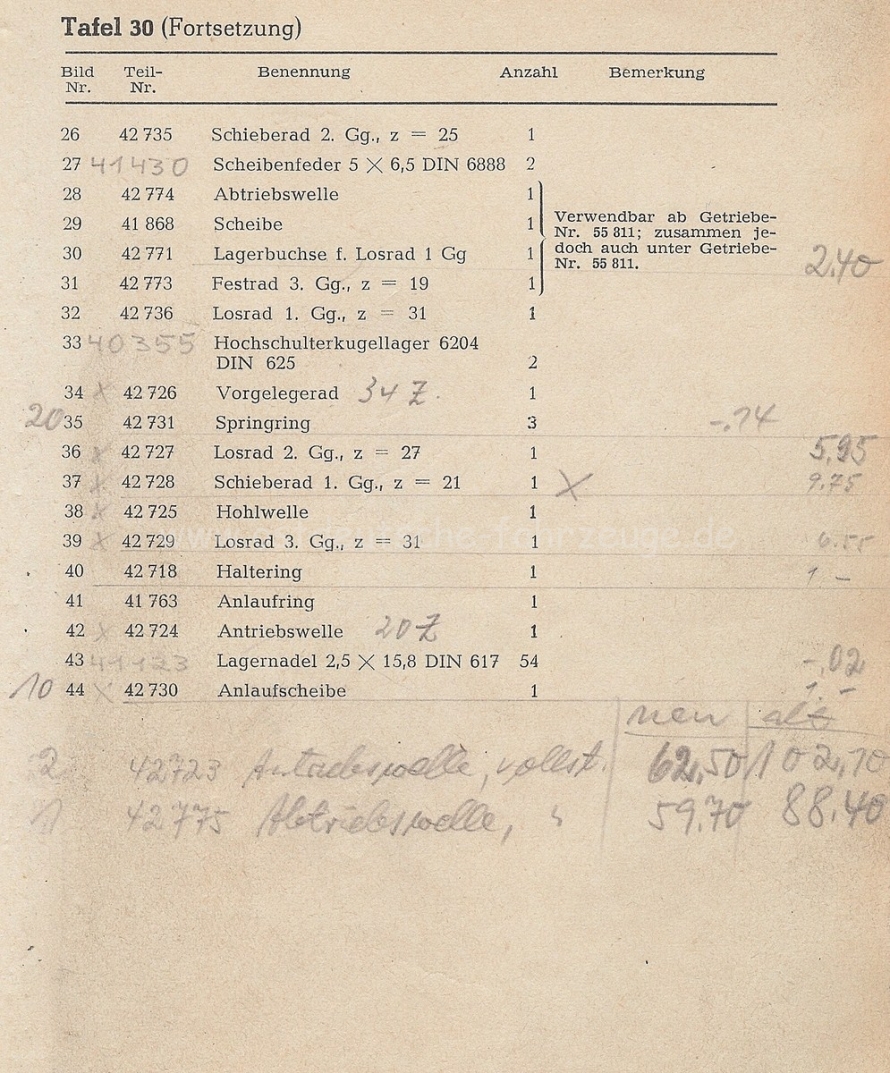 Tafel 30 (Fortsetzung)
Bild Nr. Teil-Nr. Benennung Anzahl Bemerkung
26 42 735 Schieberad 2. Gg., z = 25 1
27 41430 Scheibenfeder 5 × 6,5 DIN 6888 2
28 42 774 Abtriebswelle 1
29 41 868 Scheibe 1
Verwendbar ab Getriebe-
Nr. 55 811; zusammen je-
doch auch unter Getriebe-
Nr. 55 811.
30 42 771 Lagerbuchse f. Losrad 1 Gg 1 2.40
31 42 773 Festrad 3. Gg., z = 19 1
32 42 736 Losrad 1. Gg., z = 31 1
33 40355 Hochschulterkugellager 6204
DIN 625 2
34 x 42 726 Vorgelegerad 34 Z. 1
20 35 42 731 Springring 3 -.14
36 x 42 727 Losrad 2. Gg., z = 27 1 5,95
37 x 42 728 Schieberad 1. Gg., z = 21 1 X 9.75
38 x 42 725 Hohlwelle 1
39 x 42 729 Losrad 3. Gg., z = 31 1 6.55
40 42 718 Haltering 1 1 –
41 41 763 Anlaufring 1
42 x 42 724 Antriebswelle 20 Z 1
43 41123 Lagernadel 2,5 × 15,8 DIN 617 54 -.02
10 44 x 42 730 Anlaufscheibe 1 1.-
neu alt
2 42723 Antriebswelle, vollst. 62,50 102,10
1 42775 Abtriebswelle, " 59.70 88.40